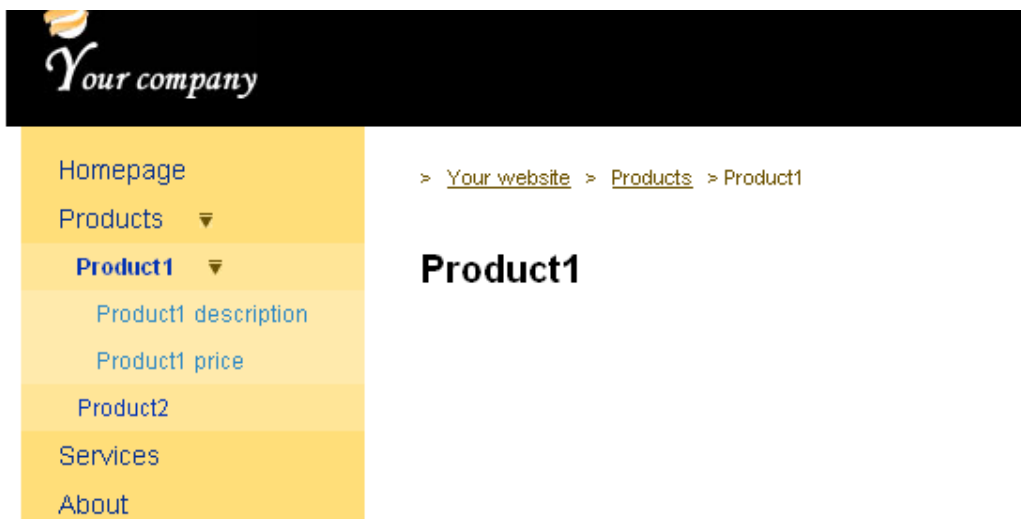 Your company
Homepage
Products
Product1
Product1 description
Product1 price
Product2
Services
About
> Your website > Products > Product1
Product1